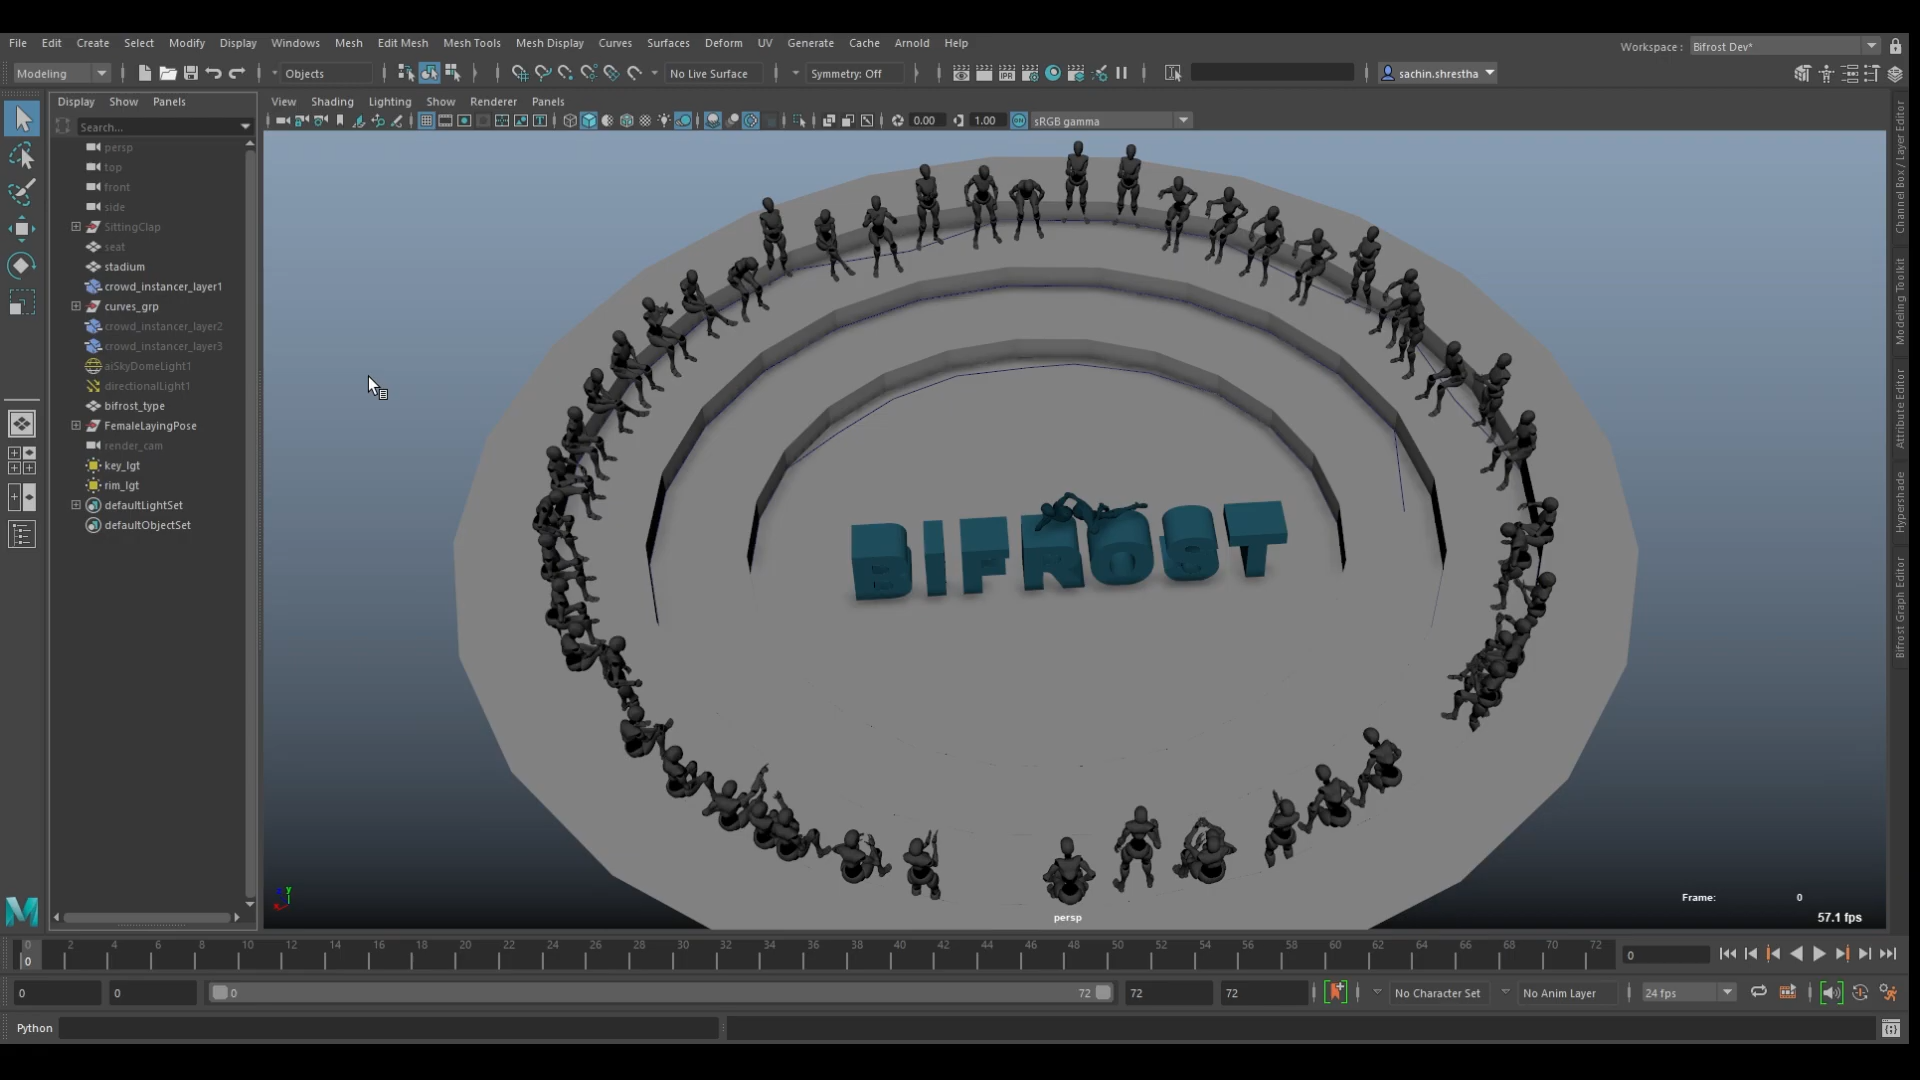 File Edit Create Select Modify Display Windows Mesh Edit Mesh Mesh Tools Mesh Display Curves Surfaces Deform UV Generate Cache Arnold Help
Workspace : Bifrost Dev*
Modeling Objects No Live Surface Symmetry: Off IPR sachin.shrestha
Display Show Panels
View Shading Lighting Show Renderer Panels
Search...
0.00 1.00 sRGB gamma
persp
top
front
side
SittingClap
seat
stadium
crowd_instancer_layer1
curves_grp
crowd_instancer_layer2
crowd_instancer_layer3
aiSkyDomeLight1
directionalLight1
bifrost_type
FemaleLayingPose
render_cam
key_lgt
rim_lgt
defaultLightSet
defaultObjectSet
BIFROST
Channel Box / Layer Editor
Modeling Toolkit
Attribute Editor
Hypershade
Bifrost Graph Editor
Frame: 0
persp
57.1 fps
y
M
0 2 4 6 8 10 12 14 16 18 20 22 24 26 28 30 32 34 36 38 40 42 44 46 48 50 52 54 56 58 60 62 64 66 68 70 72
0 0
0 0 0 72 72 72 No Character Set No Anim Layer 24 fps
Python